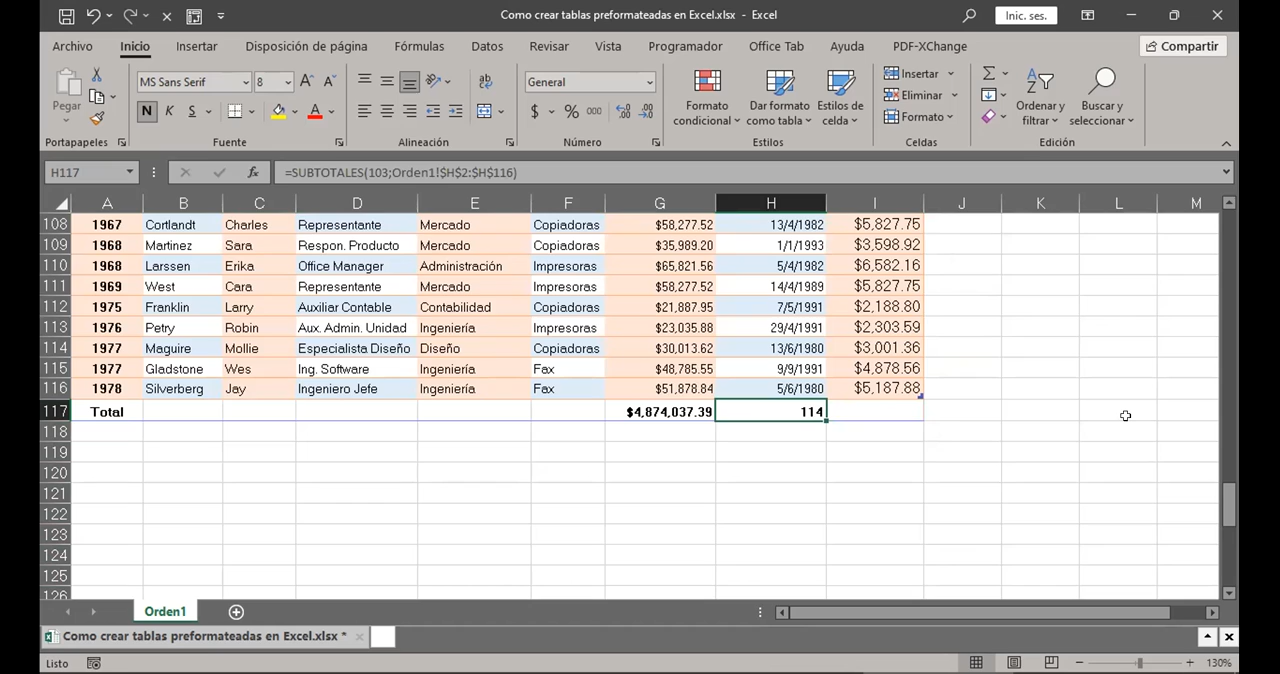 Como crear tablas preformateadas en Excel.xlsx - Excel
Inic. ses.
Archivo Inicio Insertar Disposición de página Fórmulas Datos Revisar Vista Programador Office Tab Ayuda PDF-XChange Compartir
Pegar
MS Sans Serif 8
N K S
General
$ % 000
Formato condicional
Dar formato como tabla
Estilos de celda
Insertar
Eliminar
Formato
Ordenar y filtrar
Buscar y seleccionar
Portapapeles Fuente Alineación Número Estilos Celdas Edición
H117 fx =SUBTOTALES(103;Orden1!$H$2:$H$116)
A B C D E F G H I J K L M
108 1967 Cortlandt Charles Representante Mercado Copiadoras $58,277.52 13/4/1982 $5,827.75
109 1968 Martinez Sara Respon. Producto Mercado Copiadoras $35,989.20 1/1/1993 $3,598.92
110 1968 Larssen Erika Office Manager Administración Impresoras $65,821.56 5/4/1982 $6,582.16
111 1969 West Cara Representante Mercado Impresoras $58,277.52 14/4/1989 $5,827.75
112 1975 Franklin Larry Auxiliar Contable Contabilidad Copiadoras $21,887.95 7/5/1991 $2,188.80
113 1976 Petry Robin Aux. Admin. Unidad Ingeniería Impresoras $23,035.88 29/4/1991 $2,303.59
114 1977 Maguire Mollie Especialista Diseño Diseño Copiadoras $30,013.62 13/6/1980 $3,001.36
115 1977 Gladstone Wes Ing. Software Ingeniería Fax $48,785.55 9/9/1991 $4,878.56
116 1978 Silverberg Jay Ingeniero Jefe Ingeniería Fax $51,878.84 5/6/1980 $5,187.88
117 Total $4,874,037.39 114
118
119
120
121
122
123
124
125
126
Orden1
Como crear tablas preformateadas en Excel.xlsx *
Listo 130%